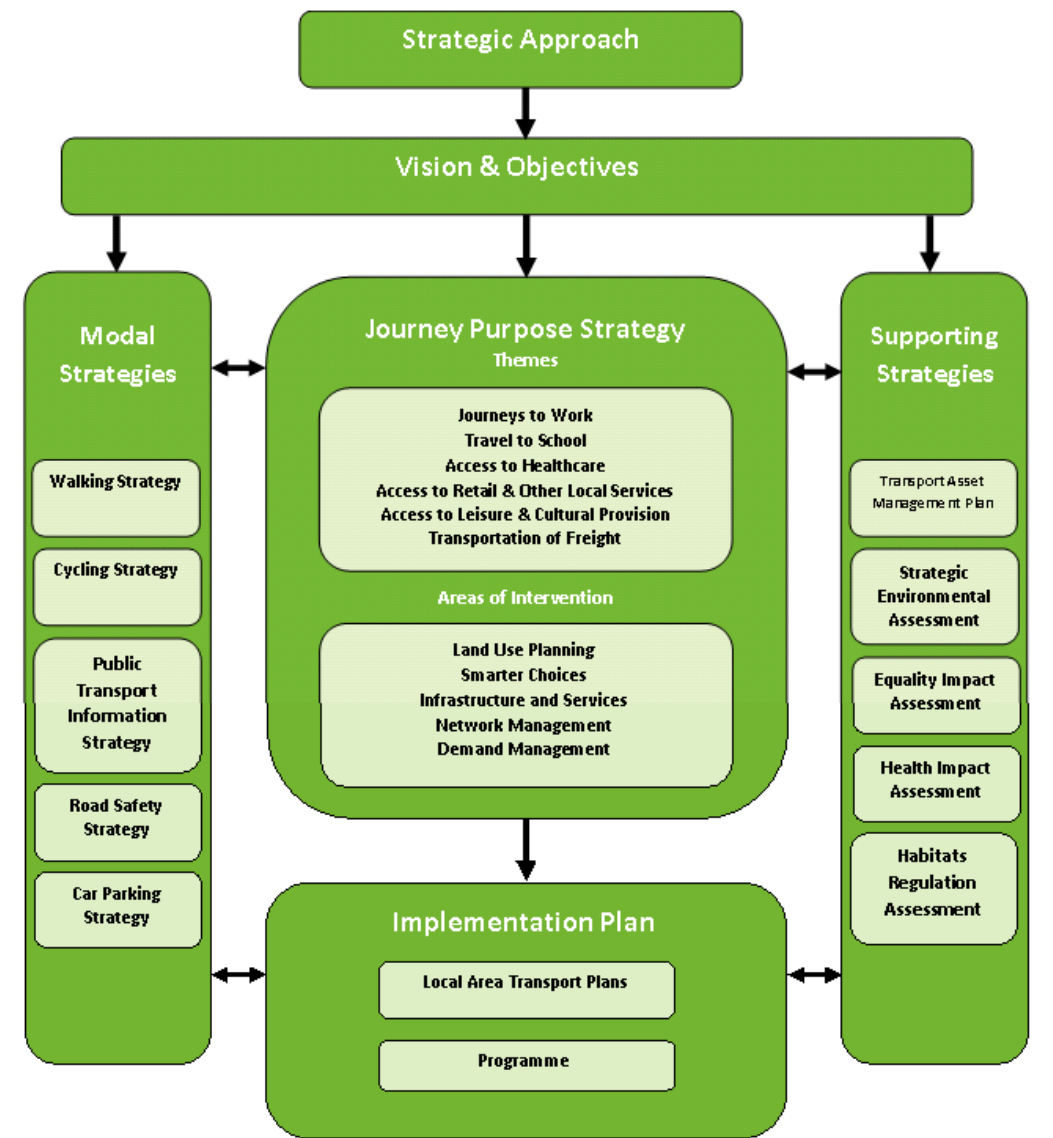 Strategic Approach
Vision & Objectives
Modal
Strategies
Walking Strategy
Cycling Strategy
Public
Transport
Information
Strategy
Road Safety
Strategy
Car Parking
Strategy
Journey Purpose Strategy
Themes
Journeys to Work
Travel to School
Access to Healthcare
Access to Retail & Other Local Services
Access to Leisure & Cultural Provision
Transportation of Freight
Areas of Intervention
Land Use Planning
Smarter Choices
Infrastructure and Services
Network Management
Demand Management
Supporting
Strategies
Transport Asset
Management Plan
Strategic
Environmental
Assessment
Equality Impact
Assessment
Health Impact
Assessment
Habitats
Regulation
Assessment
Implementation Plan
Local Area Transport Plans
Programme